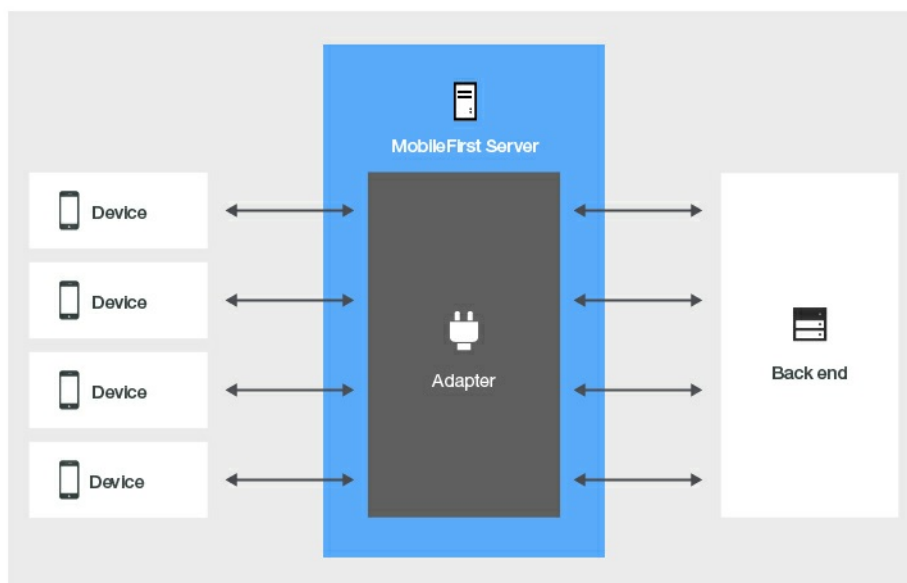 MobileFirst Server
Device
Device
Device
Device
Adapter
Back end